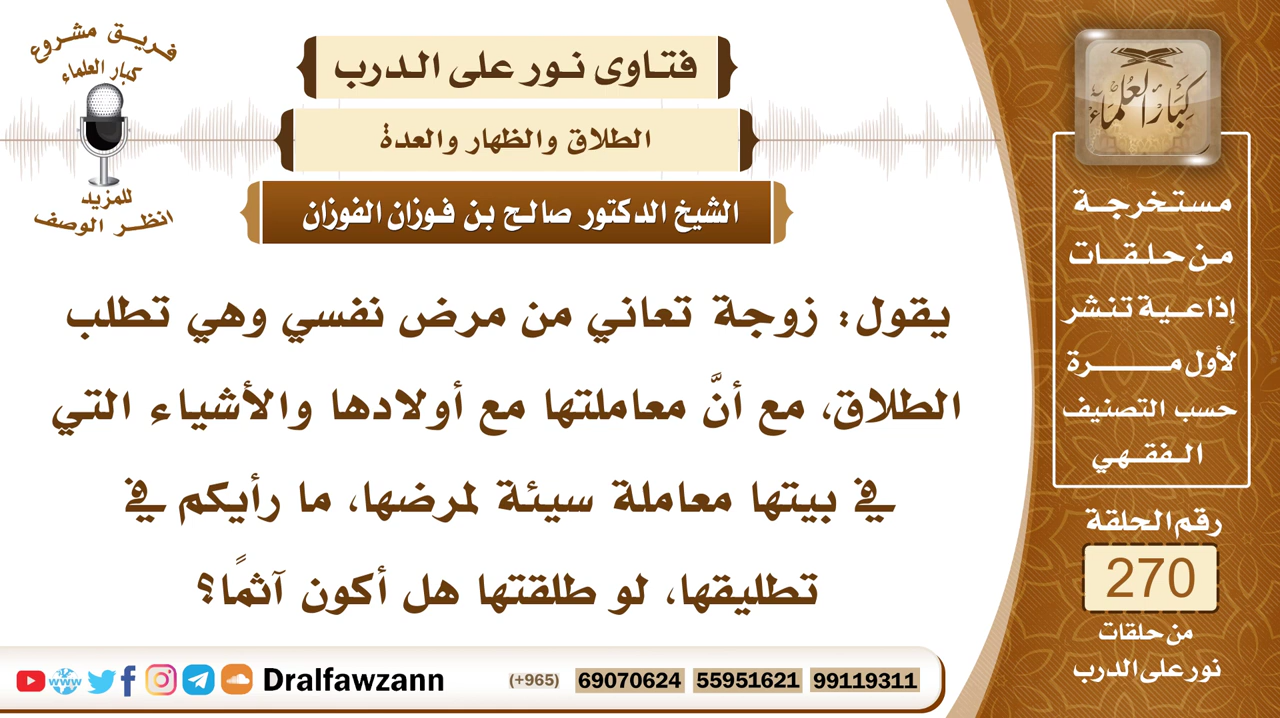 فريق مشروع
كبار العلماء
للمزيد
انظر الوصف
فتاوى نور على الدرب
الطلاق والظهار والعدة
الشيخ الدكتور صالح بن فوزان الفوزان
يقول: زوجة تعاني من مرض نفسي وهي تطلب
الطلاق، مع أنَّ معاملتها مع أولادها والأشياء التي
في بيتها معاملة سيئة لمرضها، ما رأيكم في
تطليقها، لو طلقتها هل أكون آثمًا؟
كبار العلماء
مستخرجة
من حلقات
إذاعية تنشر
لأول مرة
حسب التصنيف
الفقهي
رقم الحلقة
270
من حلقات
نور على الدرب
www Dralfawzann (+965) 69070624 55951621 99119311